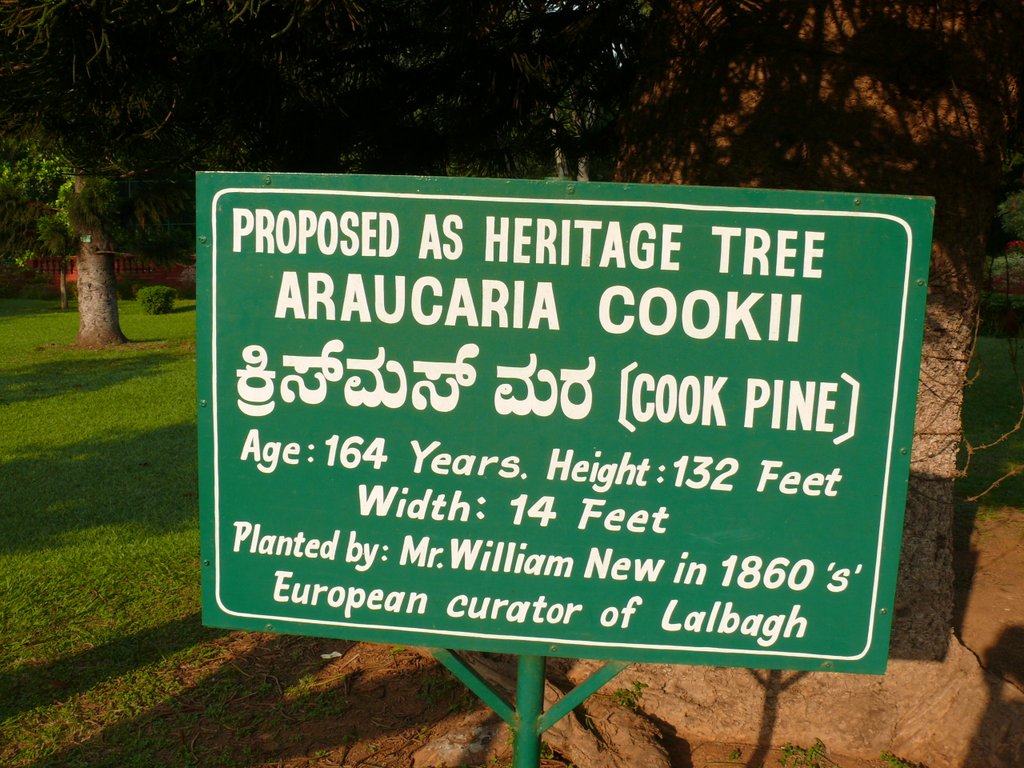 PROPOSED AS HERITAGE TREE
ARAUCARIA COOKII
ಕ್ರಿಸ್‌ಮಸ್ ಮರ (COOK PINE)
Age: 164 Years. Height: 132 Feet
Width: 14 Feet
Planted by: Mr. William New in 1860 's'
European curator of Lalbagh